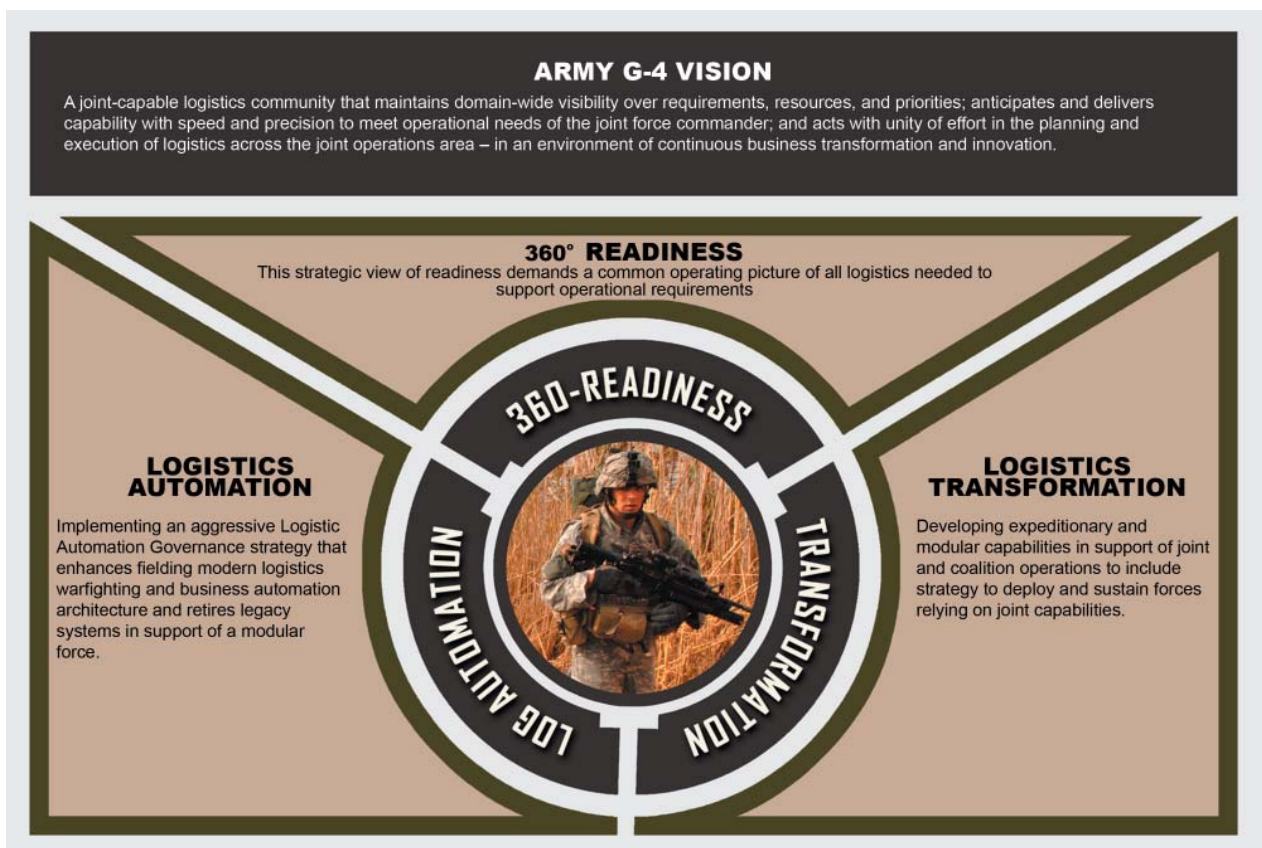 ARMY G-4 VISION
A joint-capable logistics community that maintains domain-wide visibility over requirements, resources, and priorities; anticipates and delivers
capability with speed and precision to meet operational needs of the joint force commander; and acts with unity of effort in the planning and
execution of logistics across the joint operations area – in an environment of continuous business transformation and innovation.
360° READINESS
This strategic view of readiness demands a common operating picture of all logistics needed to
support operational requirements
360-READINESS
LOGISTICS
AUTOMATION
Implementing an aggressive Logistic
Automation Governance strategy that
enhances fielding modern logistics
warfighting and business automation
architecture and retires legacy
systems in support of a modular
force.
LOG AUTOMATION
TRANSFORMATION
LOGISTICS
TRANSFORMATION
Developing expeditionary and
modular capabilities in support of joint
and coalition operations to include
strategy to deploy and sustain forces
relying on joint capabilities.